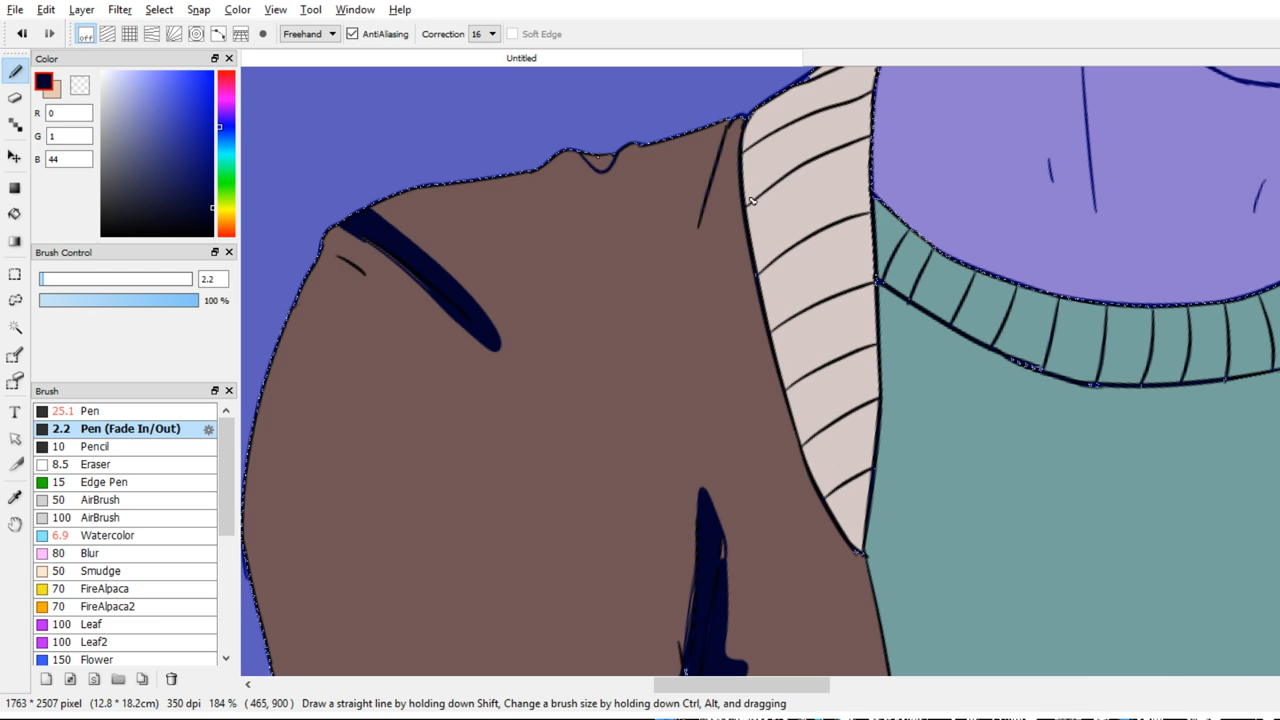 File Edit Layer Filter Select Snap Color View Tool Window Help
off Freehand AntiAliasing Correction 16 Soft Edge
Color
Untitled
R 0
G 1
B 44
Brush Control
2.2
100 %
Brush
25.1 Pen
2.2 Pen (Fade In/Out)
10 Pencil
8.5 Eraser
15 Edge Pen
50 AirBrush
100 AirBrush
6.9 Watercolor
80 Blur
50 Smudge
70 FireAlpaca
70 FireAlpaca2
100 Leaf
100 Leaf2
150 Flower
1763 * 2507 pixel (12.8 * 18.2cm) 350 dpi 184 % ( 465, 900 ) Draw a straight line by holding down Shift, Change a brush size by holding down Ctrl, Alt, and dragging